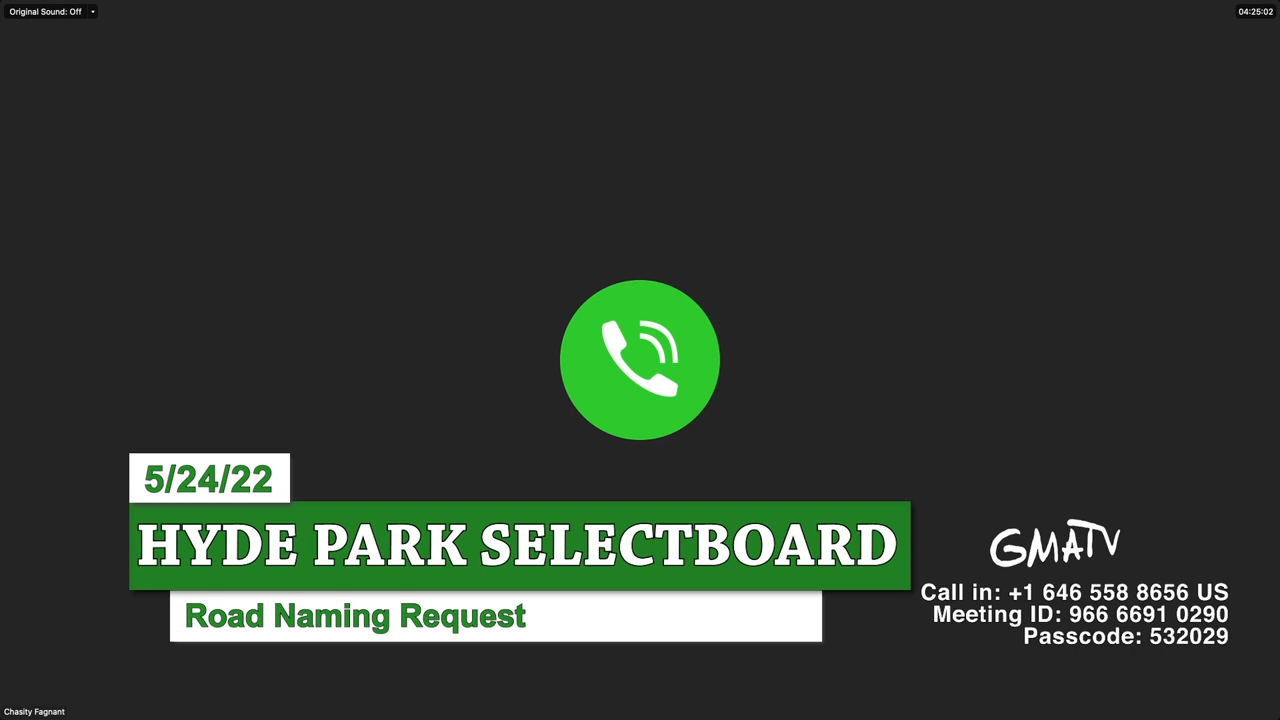 Original Sound: Off
04:25:02
5/24/22
HYDE PARK SELECTBOARD
Road Naming Request
GMATV
Call in: +1 646 558 8656 US
Meeting ID: 966 6691 0290
Passcode: 532029
Chasity Fagnant